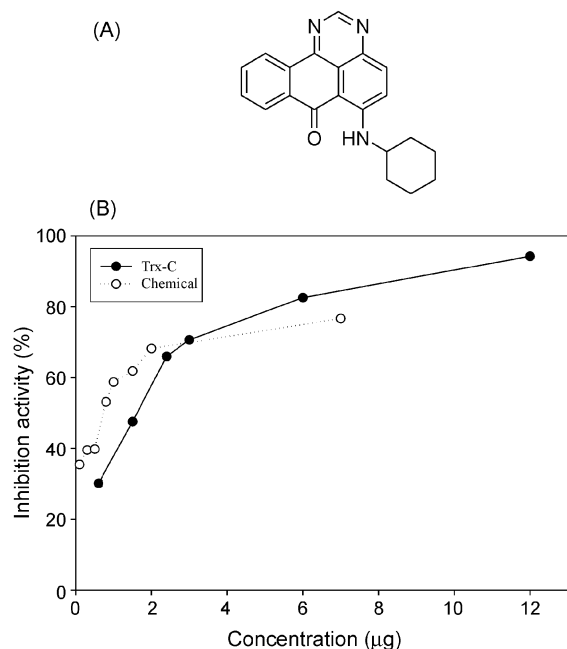 (A)
N N
O HN
(B)
100
80
60
40
20
0
Trx-C
Chemical
Inhibition activity (%)
0 2 4 6 8 10 12
Concentration (μg)